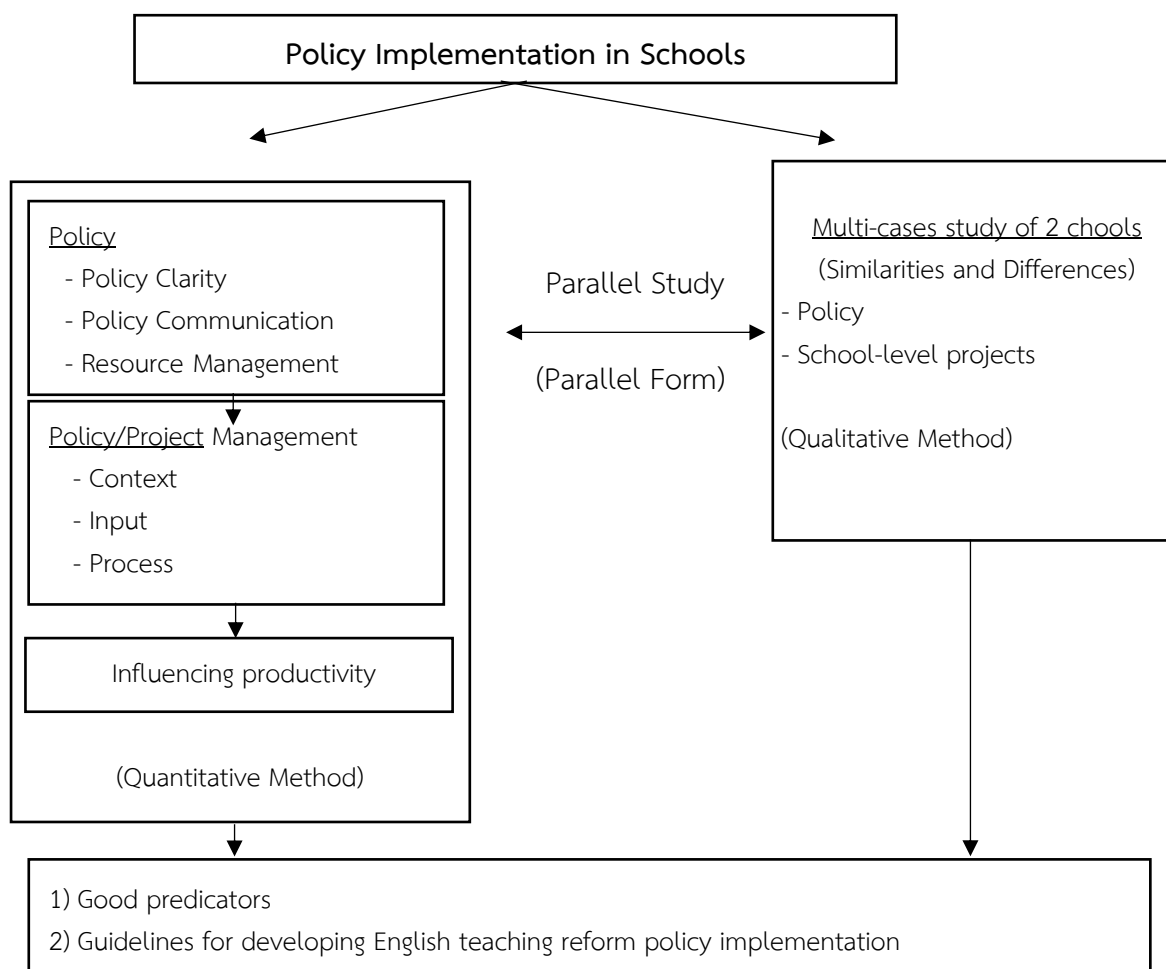 Policy Implementation in Schools
Policy
- Policy Clarity
- Policy Communication
- Resource Management
Policy/Project Management
- Context
- Input
- Process
Influencing productivity
(Quantitative Method)
Parallel Study
(Parallel Form)
Multi-cases study of 2 chools
(Similarities and Differences)
- Policy
- School-level projects
(Qualitative Method)
1) Good predicators
2) Guidelines for developing English teaching reform policy implementation